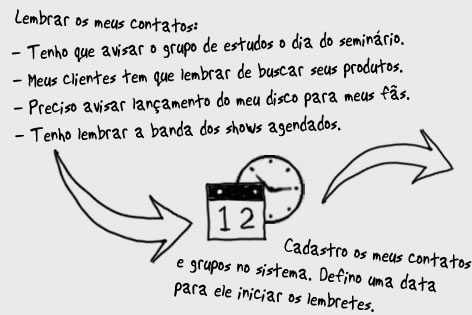 Lembrar os meus contatos:
- Tenho que avisar o grupo de estudos o dia do seminário.
- Meus clientes tem que lembrar de buscar seus produtos.
- Preciso avisar lançamento do meu disco para meus fãs.
- Tenho lembrar a banda dos shows agendados.
12
Cadastro os meus contatos
e grupos no sistema. Defino uma data
para ele iniciar os lembretes.